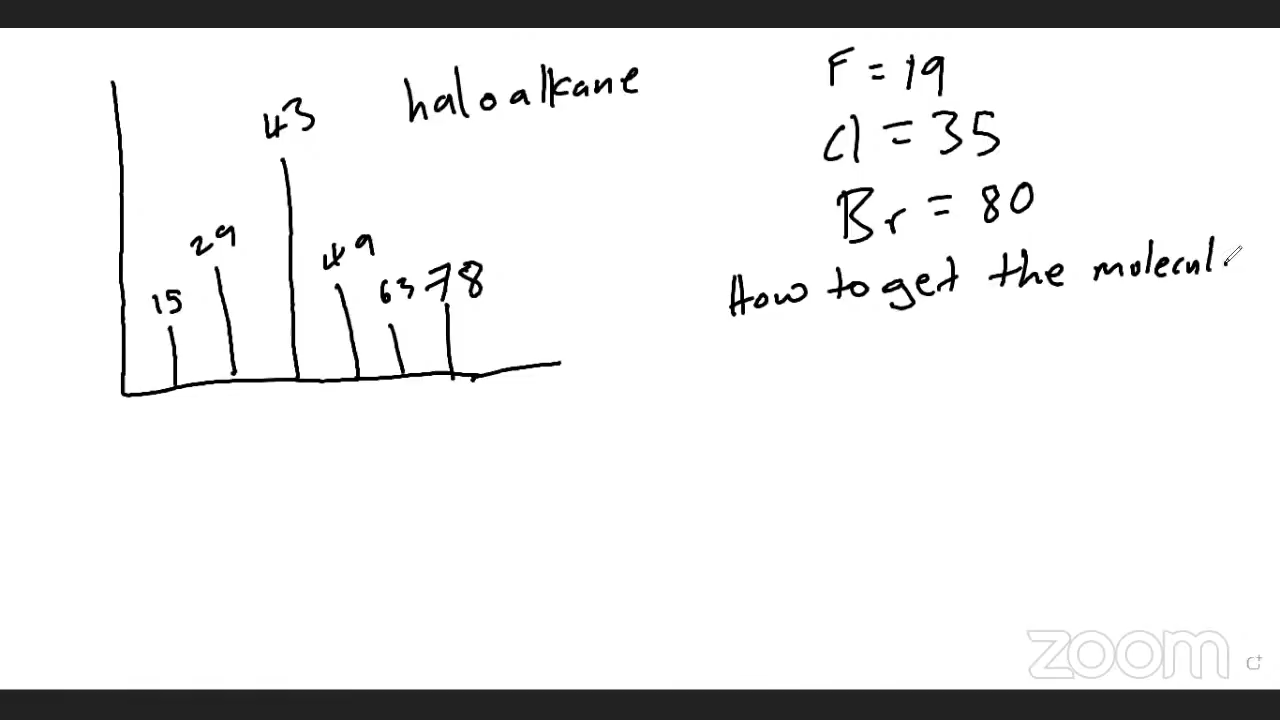 haloalkane
43
29
15
49
63
78
F = 19
Cl = 35
Br = 80
How to get the molecul
zoom